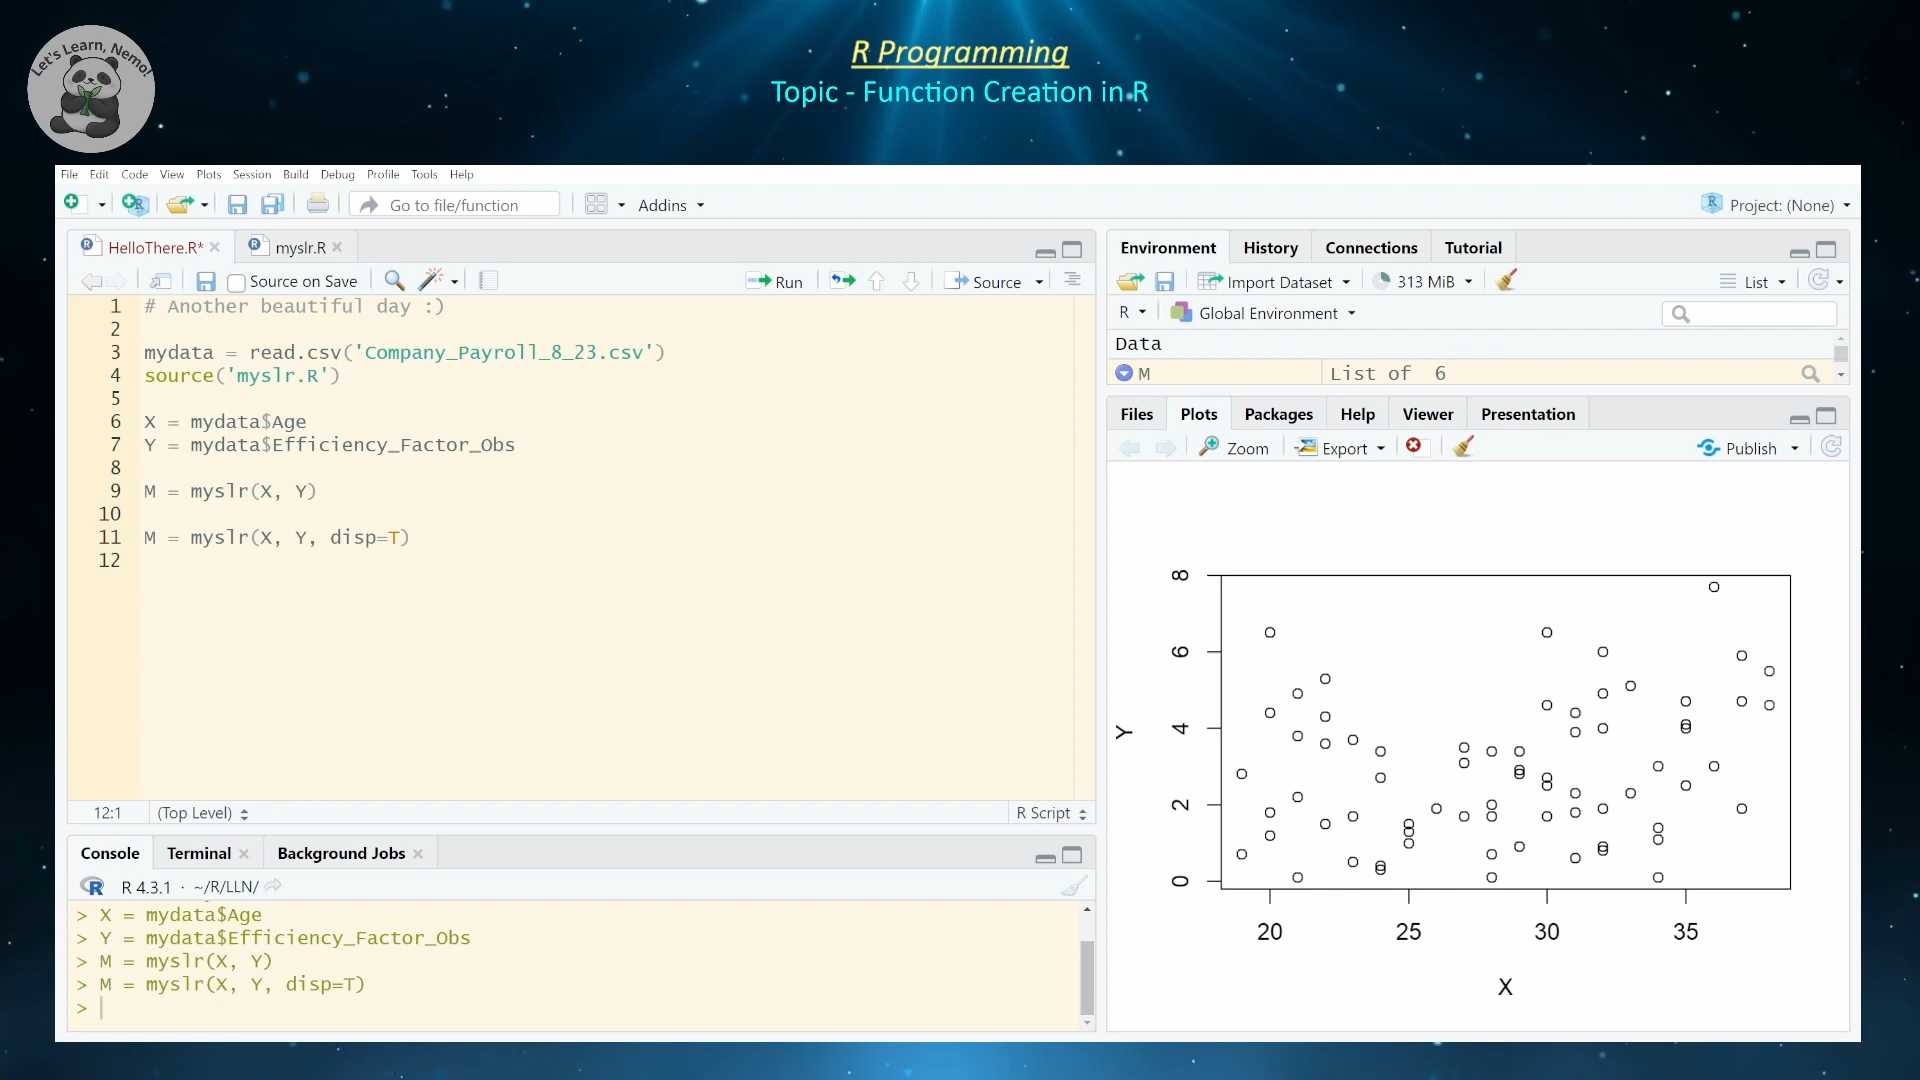 Let's Learn, Nemo!
R Programming
Topic - Function Creation in R
File Edit Code View Plots Session Build Debug Profile Tools Help
Go to file/function Addins Project: (None)
HelloThere.R* myslr.R
Source on Save Run Source
1 # Another beautiful day :)
2
3 mydata = read.csv('Company_Payroll_8_23.csv')
4 source('myslr.R')
5
6 X = mydata$Age
7 Y = mydata$Efficiency_Factor_Obs
8
9 M = myslr(X, Y)
10
11 M = myslr(X, Y, disp=T)
12
12:1 (Top Level) R Script
Console Terminal Background Jobs
R 4.3.1 · ~/R/LLN/
> X = mydata$Age
> Y = mydata$Efficiency_Factor_Obs
> M = myslr(X, Y)
> M = myslr(X, Y, disp=T)
>
Environment History Connections Tutorial
Import Dataset 313 MiB List
R Global Environment
Data
M List of 6
Files Plots Packages Help Viewer Presentation
Zoom Export Publish
8
6
4
2
0
Y
20 25 30 35
X